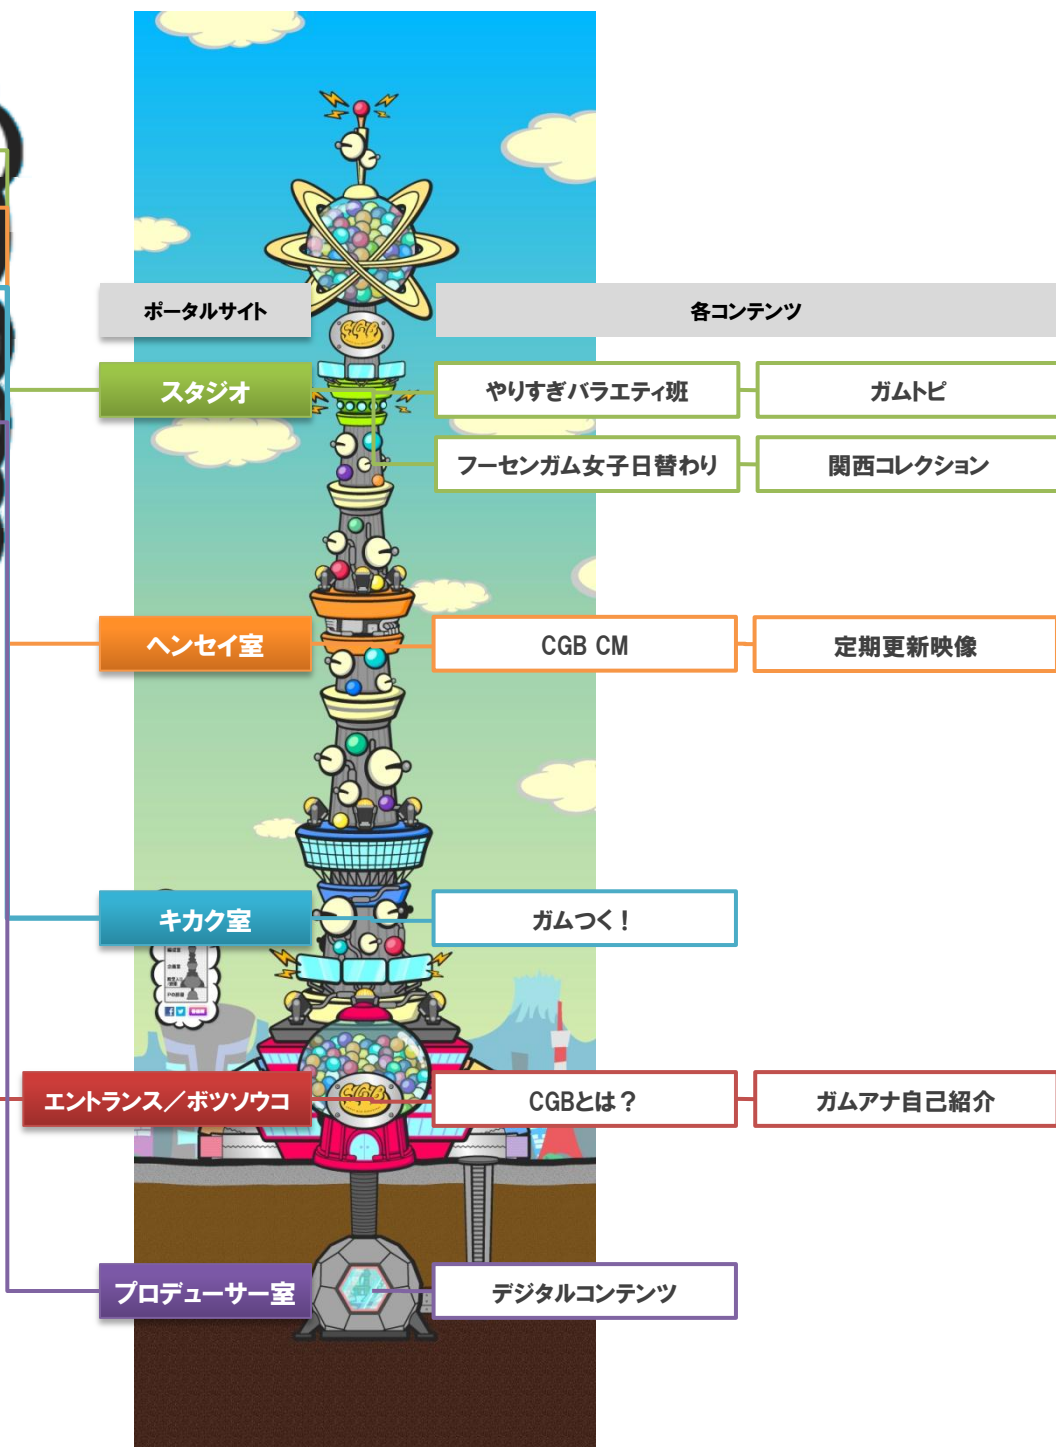 ポータルサイト
各コンテンツ
スタジオ
やりすぎバラエティ班
ガムトピ
フーセンガム女子日替わり
関西コレクション
ヘンセイ室
CGB CM
定期更新映像
キカク室
ガムつく！
エントランス／ボツソウコ
CGBとは？
ガムアナ自己紹介
プロデューサー室
デジタルコンテンツ
CGB
CGB